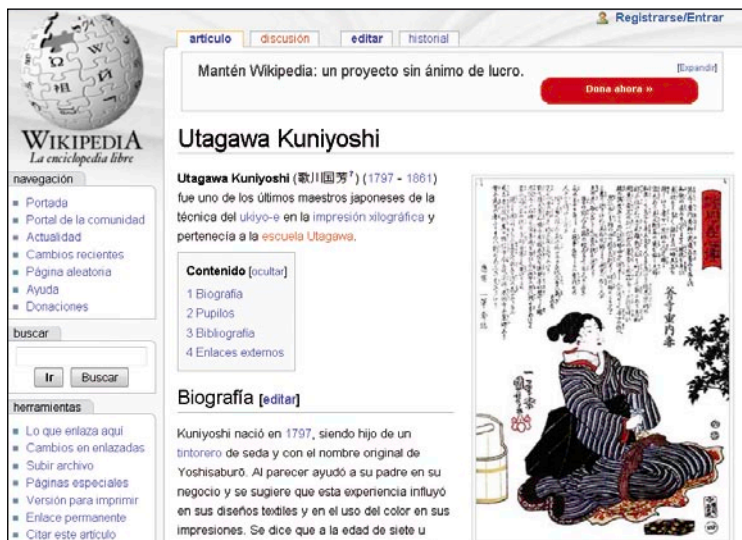 Registrarse/Entrar
artículo discusión editar historial
Mantén Wikipedia: un proyecto sin ánimo de lucro.
[Expandir]
Dona ahora »
WIKIPEDIA
La enciclopedia libre
navegación
Portada
Portal de la comunidad
Actualidad
Cambios recientes
Página aleatoria
Ayuda
Donaciones
buscar
Ir Buscar
herramientas
Lo que enlaza aquí
Cambios en enlazadas
Subir archivo
Páginas especiales
Versión para imprimir
Enlace permanente
Citar este artículo
Utagawa Kuniyoshi
Utagawa Kuniyoshi (歌川国芳?) (1797 - 1861)
fue uno de los últimos maestros japoneses de la
técnica del ukiyo-e en la impresión xilográfica y
pertenecía a la escuela Utagawa.
Contenido [ocultar]
1 Biografía
2 Pupilos
3 Bibliografía
4 Enlaces externos
Biografía [editar]
Kuniyoshi nació en 1797, siendo hijo de un
tintorero de seda y con el nombre original de
Yoshisaburō. Al parecer ayudó a su padre en su
negocio y se sugiere que esta experiencia influyó
en sus diseños textiles y en el uso del color en sus
impresiones. Se dice que a la edad de siete u